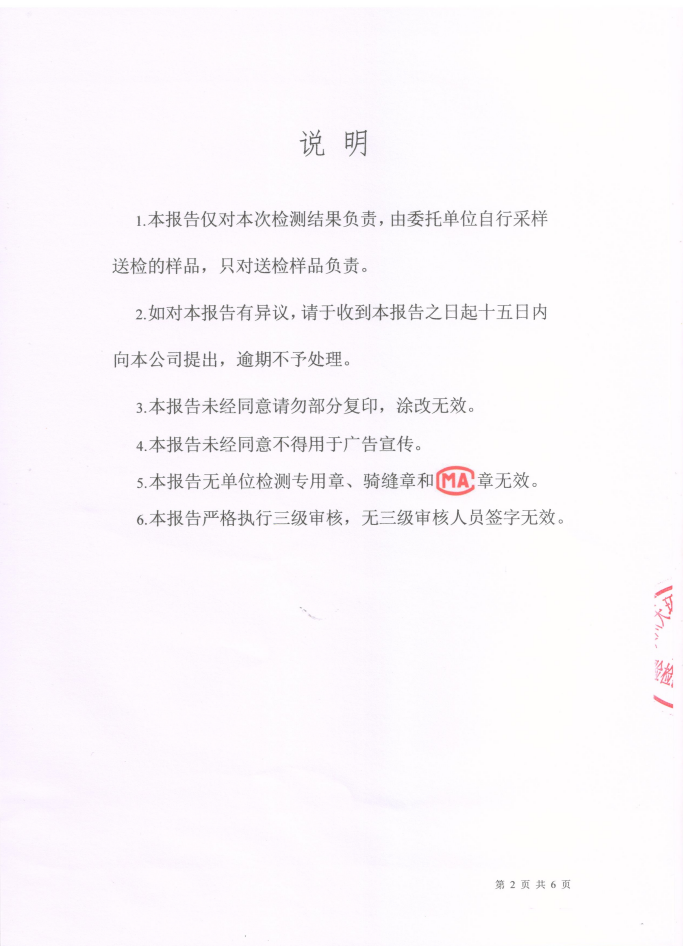 说 明
1.本报告仅对本次检测结果负责，由委托单位自行采样
送检的样品，只对送检样品负责。
2.如对本报告有异议，请于收到本报告之日起十五日内
向本公司提出，逾期不予处理。
3.本报告未经同意请勿部分复印，涂改无效。
4.本报告未经同意不得用于广告宣传。
5.本报告无单位检测专用章、骑缝章和MA章无效。
6.本报告严格执行三级审核，无三级审核人员签字无效。
检
第 2 页 共 6 页